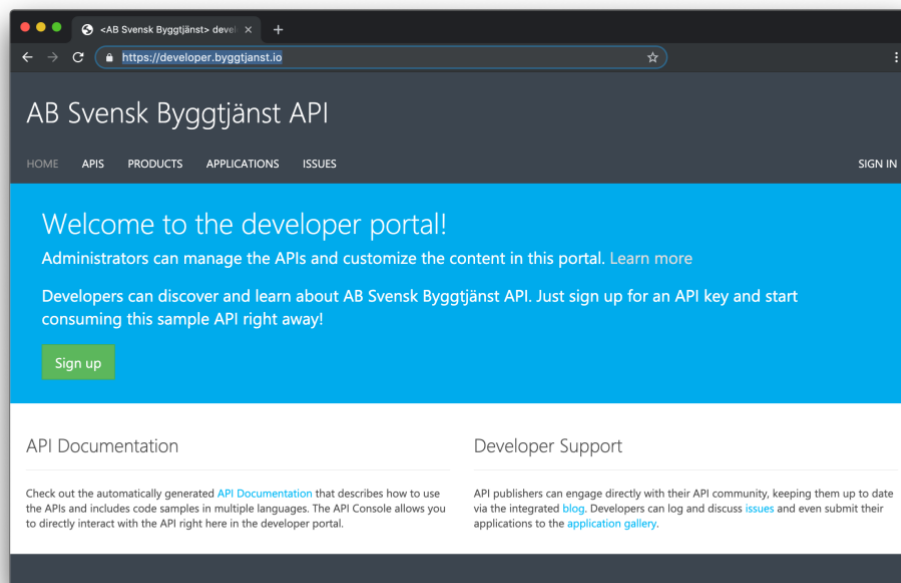 <AB Svensk Byggtjänst> devel
https://developer.byggtjanst.io
AB Svensk Byggtjänst API
HOME APIS PRODUCTS APPLICATIONS ISSUES SIGN IN
Welcome to the developer portal!
Administrators can manage the APIs and customize the content in this portal. Learn more
Developers can discover and learn about AB Svensk Byggtjänst API. Just sign up for an API key and start
consuming this sample API right away!
Sign up
API Documentation
Check out the automatically generated API Documentation that describes how to use
the APIs and includes code samples in multiple languages. The API Console allows you
to directly interact with the API right here in the developer portal.
Developer Support
API publishers can engage directly with their API community, keeping them up to date
via the integrated blog. Developers can log and discuss issues and even submit their
applications to the application gallery.